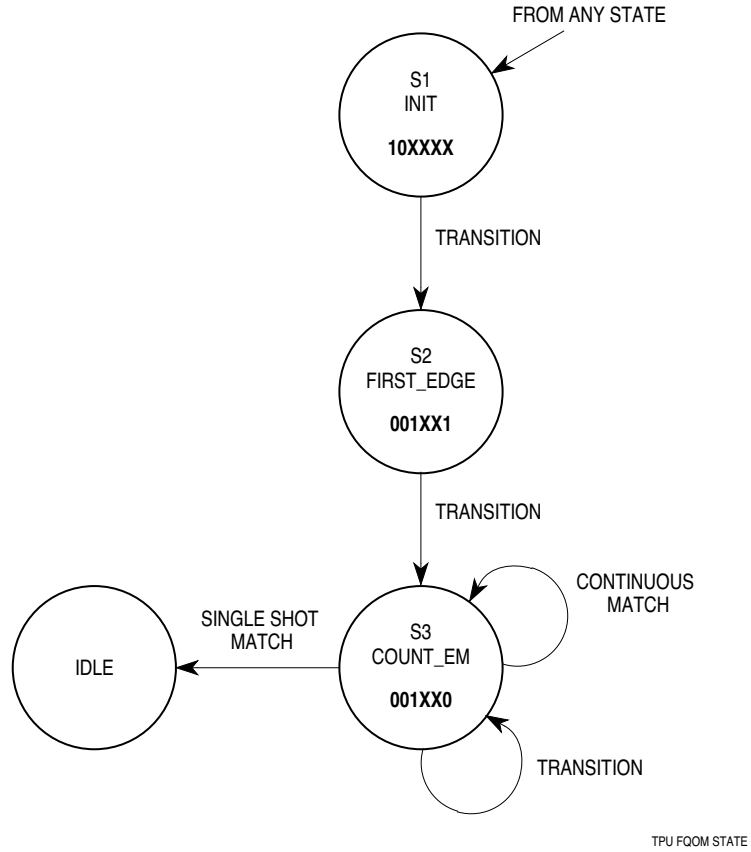 FROM ANY STATE
S1
INIT
10XXXX
TRANSITION
S2
FIRST_EDGE
001XX1
TRANSITION
CONTINUOUS
MATCH
SINGLE SHOT
MATCH
IDLE
S3
COUNT_EM
001XX0
TRANSITION
TPU FQOM STATE